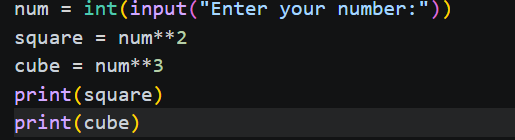 num = int(input("Enter your number:"))
square = num**2
cube = num**3
print(square)
print(cube)